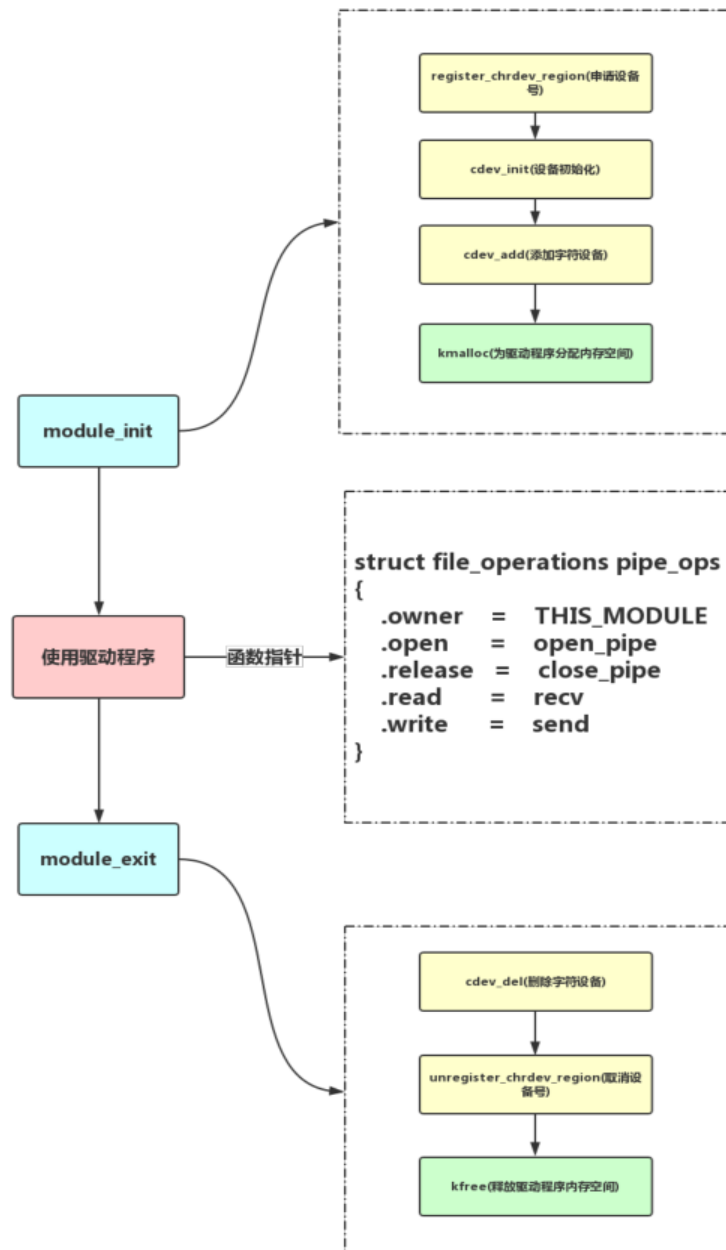 register_chrdev_region(申请设备
号)
cdev_init(设备初始化)
cdev_add(添加字符设备)
kmalloc(为驱动程序分配内存空间)
module_init
struct file_operations pipe_ops
{
.owner = THIS_MODULE
.open = open_pipe
.release = close_pipe
.read = recv
.write = send
}
使用驱动程序
函数指针
module_exit
cdev_del(删除字符设备)
unregister_chrdev_region(取消设
备号)
kfree(释放驱动程序内存空间)